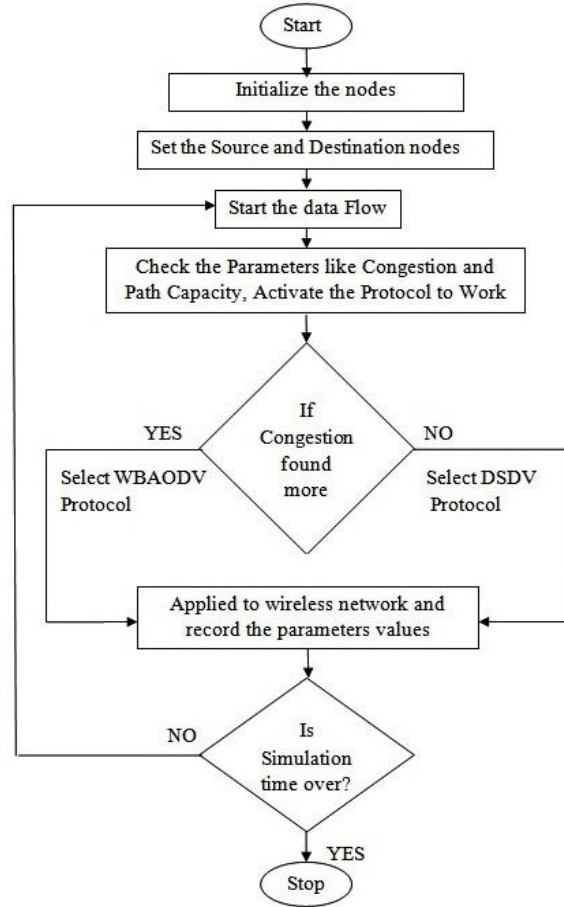 Start
Initialize the nodes
Set the Source and Destination nodes
Start the data Flow
Check the Parameters like Congestion and
Path Capacity, Activate the Protocol to Work
If
Congestion
found
more
YES
Select WBAODV
Protocol
NO
Select DSDV
Protocol
Applied to wireless network and
record the parameters values
Is
Simulation
time over?
NO
YES
Stop